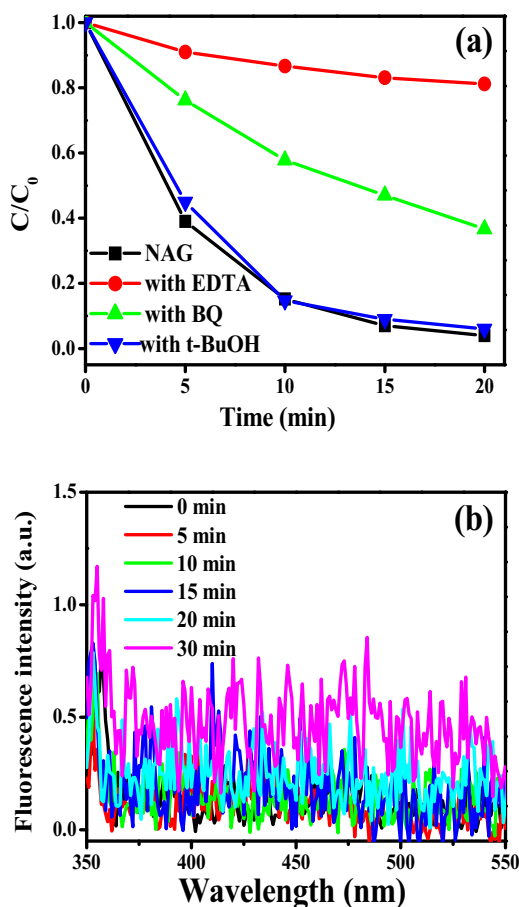 (a)
C/C0
1.0
0.8
0.6
0.4
0.2
0.0
NAG
with EDTA
with BQ
with t-BuOH
0 5 10 15 20
Time (min)
(b)
Fluorescence intensity (a.u.)
1.5
1.0
0.5
0.0
0 min
5 min
10 min
15 min
20 min
30 min
350 400 450 500 550
Wavelength (nm)